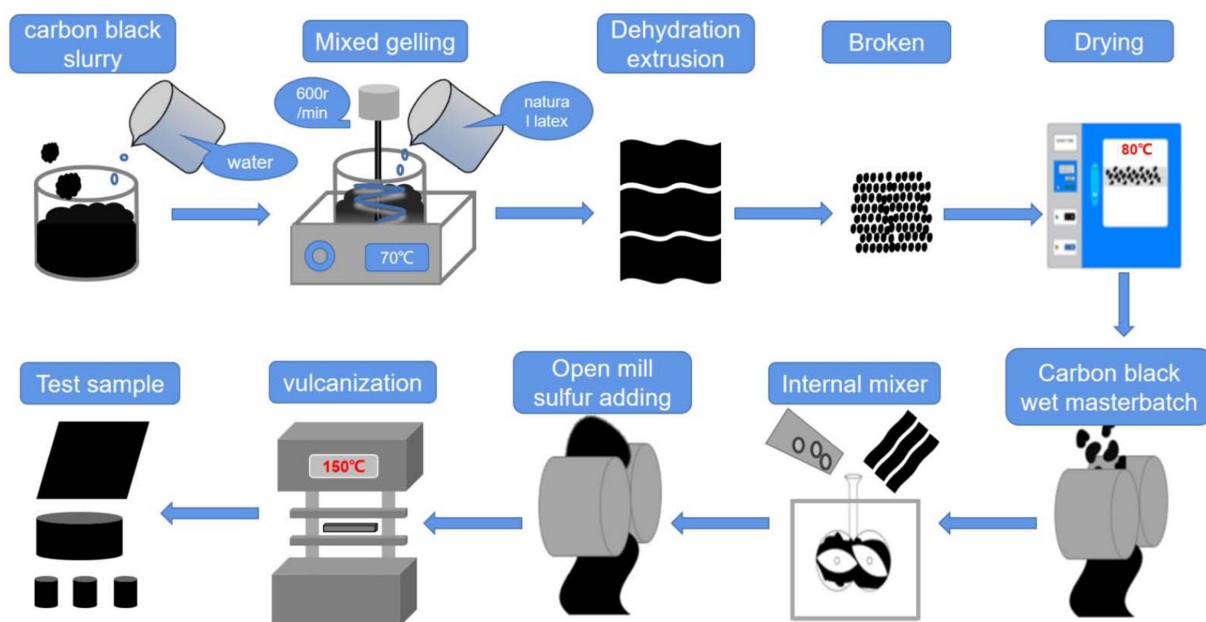 carbon black
slurry
Mixed gelling
Dehydration
extrusion
Broken
Drying
600r
/min
natura
l latex
water
80℃
70℃
Test sample
vulcanization
Open mill
sulfur adding
Internal mixer
Carbon black
wet masterbatch
150℃